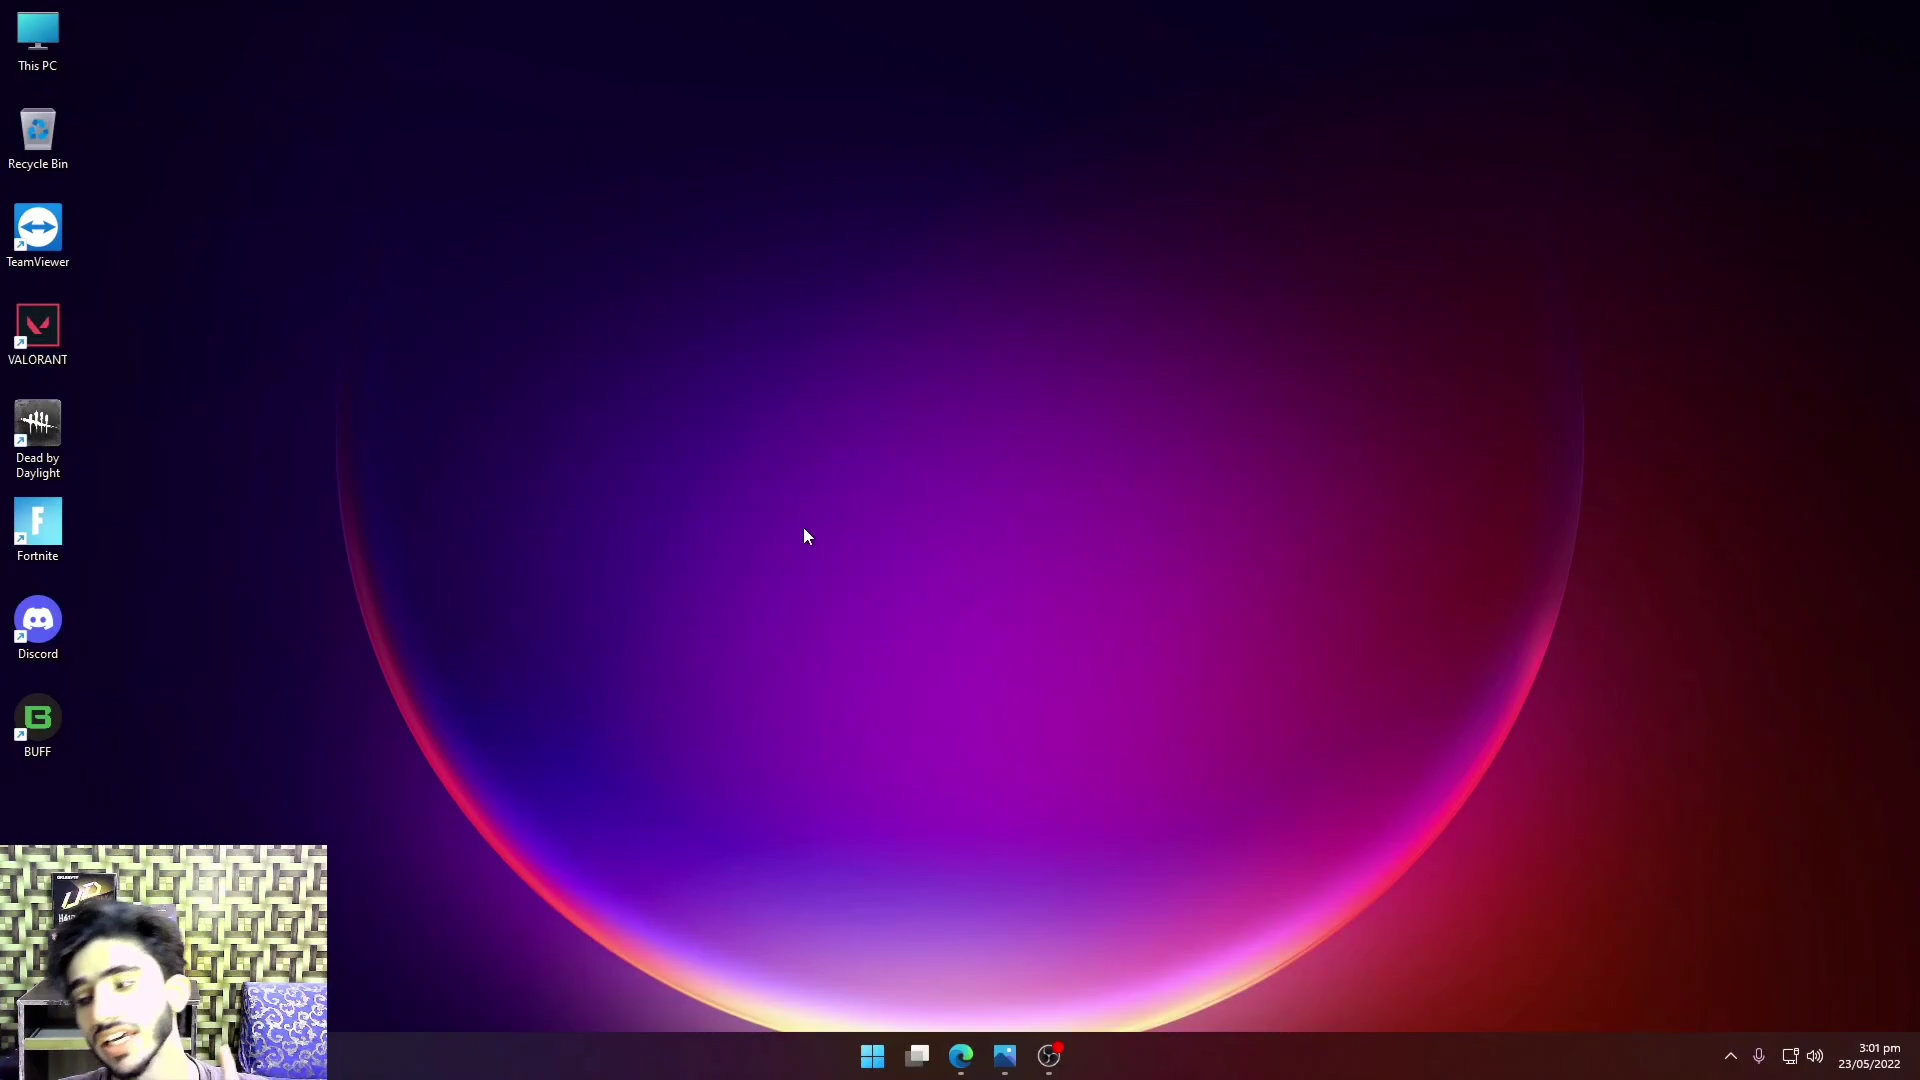 This PC
Recycle Bin
TeamViewer
VALORANT
Dead by
Daylight
Fortnite
Discord
BUFF
3:01 pm
23/05/2022